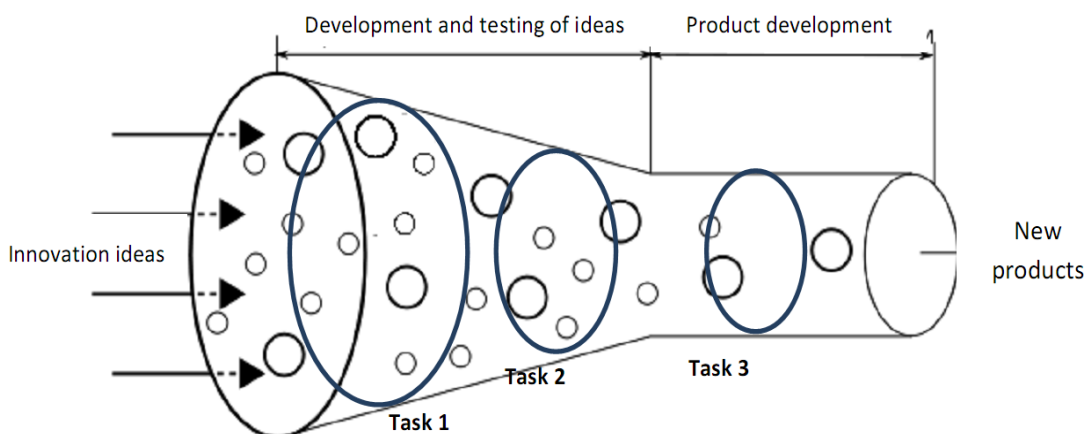 Development and testing of ideas
Product development
Innovation ideas
New
products
Task 1
Task 2
Task 3